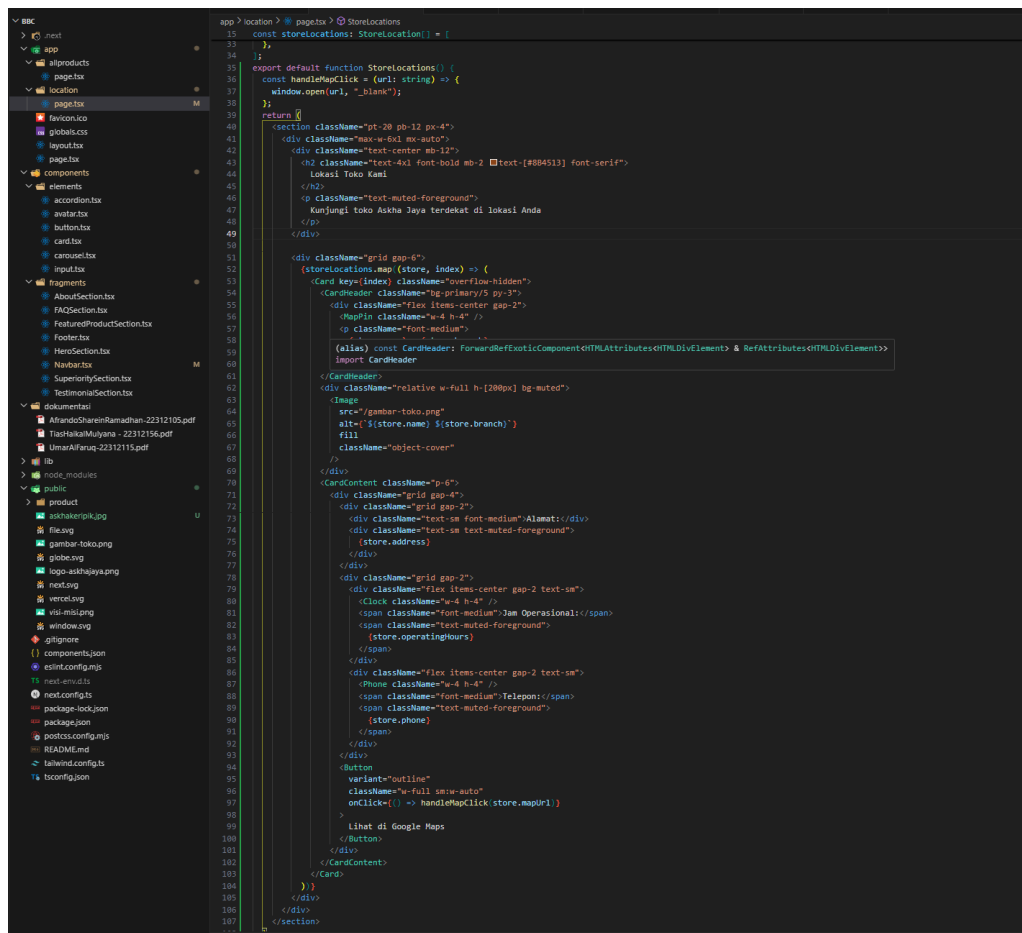 BBC
.next
app
allproducts
page.tsx
location
page.tsx M
favicon.ico
globals.css
layout.tsx
page.tsx
components
elements
accordion.tsx
avatar.tsx
button.tsx
card.tsx
carousel.tsx
input.tsx
fragments
AboutSection.tsx
FAQSection.tsx
FeaturedProductSection.tsx
Footer.tsx
HeroSection.tsx
Navbar.tsx M
SuperioritySection.tsx
TestimonialSection.tsx
dokumentasi
AfrandoShareinRamadhan-22312105.pdf
TiasHaikalMulyana - 22312156.pdf
UmarAlFaruq-22312115.pdf
lib
node_modules
public
product
askhakeripik.jpg U
file.svg
gambar-toko.png
globe.svg
logo-askhajaya.png
next.svg
vercel.svg
visi-misi.png
window.svg
.gitignore
components.json
eslint.config.mjs
next-env.d.ts
next.config.ts
package-lock.json
package.json
postcss.config.mjs
README.md
tailwind.config.ts
tsconfig.json
app > location > page.tsx > StoreLocations
15 const storeLocations: StoreLocation[] = [
33 },
34 ];
35 export default function StoreLocations() {
36 const handleMapClick = (url: string) => {
37 window.open(url, "_blank");
38 };
39 return (
40 <section className="pt-20 pb-12 px-4">
41 <div className="max-w-6xl mx-auto">
42 <div className="text-center mb-12">
43 <h2 className="text-4xl font-bold mb-2 text-[#8B4513] font-serif">
44 Lokasi Toko Kami
45 </h2>
46 <p className="text-muted-foreground">
47 Kunjungi toko Askha Jaya terdekat di lokasi Anda
48 </p>
49 </div>
50
51 <div className="grid gap-6">
52 {storeLocations.map((store, index) => (
53 <Card key={index} className="overflow-hidden">
54 <CardHeader className="bg-primary/5 py-3">
55 <div className="flex items-center gap-2">
56 <MapPin className="w-4 h-4" />
57 <p className="font-medium">
58
59 (alias) const CardHeader: ForwardRefExoticComponent<HTMLAttributes<HTMLDivElement> & RefAttributes<HTMLDivElement>>
60 import CardHeader
61 </CardHeader>
62 <div className="relative w-full h-[200px] bg-muted">
63 <Image
64 src="/gambar-toko.png"
65 alt={`${store.name} ${store.branch}`}
66 fill
67 className="object-cover"
68 />
69 </div>
70 <CardContent className="p-6">
71 <div className="grid gap-4">
72 <div className="grid gap-2">
73 <div className="text-sm font-medium">Alamat:</div>
74 <div className="text-sm text-muted-foreground">
75 {store.address}
76 </div>
77 </div>
78 <div className="grid gap-2">
79 <div className="flex items-center gap-2 text-sm">
80 <Clock className="w-4 h-4" />
81 <span className="font-medium">Jam Operasional:</span>
82 <span className="text-muted-foreground">
83 {store.operatingHours}
84 </span>
85 </div>
86 <div className="flex items-center gap-2 text-sm">
87 <Phone className="w-4 h-4" />
88 <span className="font-medium">Telepon:</span>
89 <span className="text-muted-foreground">
90 {store.phone}
91 </span>
92 </div>
93 </div>
94 <Button
95 variant="outline"
96 className="w-full sm:w-auto"
97 onClick={() => handleMapClick(store.mapUrl)}
98 >
99 Lihat di Google Maps
100 </Button>
101 </div>
102 </CardContent>
103 </Card>
104 ))}
105 </div>
106 </div>
107 </section>